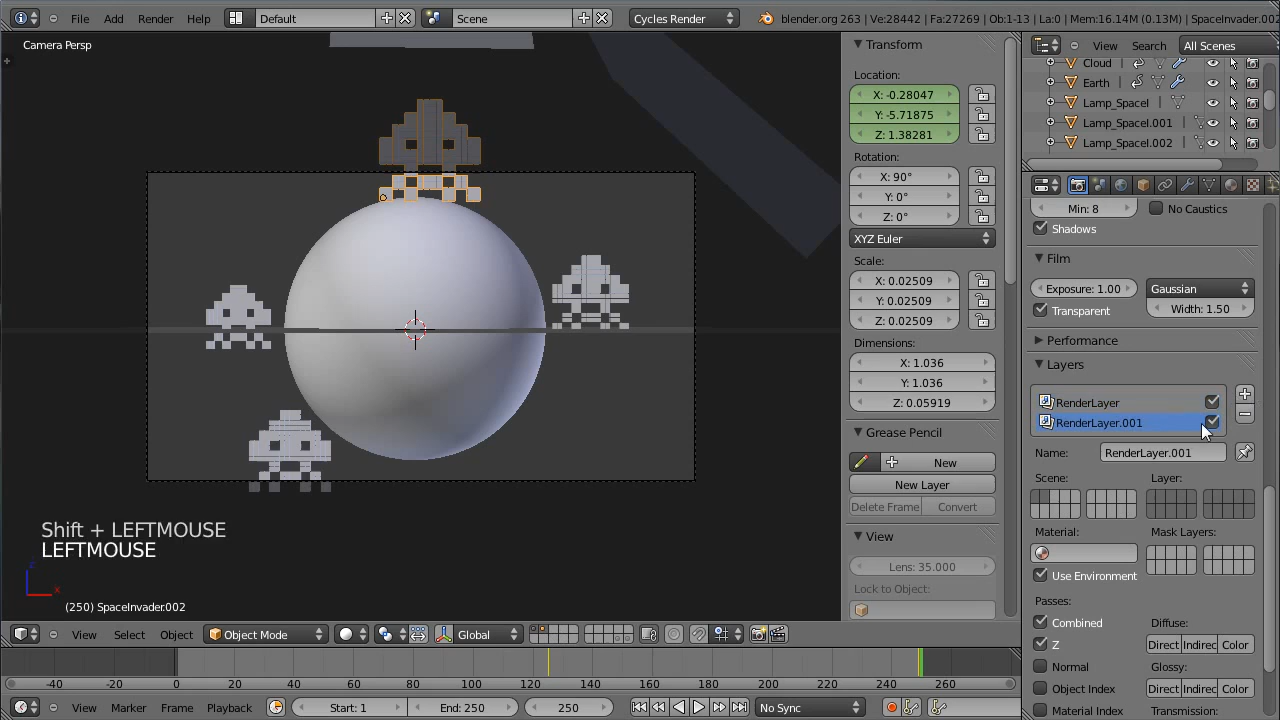 File Add Render Help Default Scene Cycles Render blender.org 263 | Ve:28442 | Fa:27269 | Ob:1-13 | La:0 | Mem:16.14M (0.13M) | SpaceInvader.002
Camera Persp
Shift + LEFTMOUSE
LEFTMOUSE
z
x
(250) SpaceInvader.002
View Select Object Object Mode Global
-40 -20 0 20 40 60 80 100 120 140 160 180 200 220 240 260
View Marker Frame Playback Start: 1 End: 250 250 No Sync
Transform
Location:
X: -0.28047
Y: -5.71875
Z: 1.38281
Rotation:
X: 90°
Y: 0°
Z: 0°
XYZ Euler
Scale:
X: 0.02509
Y: 0.02509
Z: 0.02509
Dimensions:
X: 1.036
Y: 1.036
Z: 0.05919
Grease Pencil
New
New Layer
Delete Frame Convert
View
Lens: 35.000
Lock to Object:
View Search All Scenes
Cloud
Earth
Lamp_SpaceI
Lamp_SpaceI.001
Lamp_SpaceI.002
Min: 8 No Caustics
Shadows
Film
Exposure: 1.00 Gaussian
Transparent Width: 1.50
Performance
Layers
RenderLayer
RenderLayer.001
Name: RenderLayer.001
Scene: Layer:
Material: Mask Layers:
Use Environment
Passes:
Combined Diffuse:
Z Direct Indirec Color
Normal Glossy:
Object Index Direct Indirec Color
Material Index Transmission: